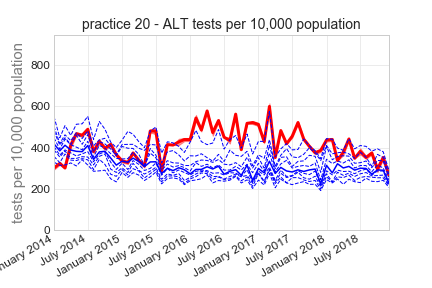 practice 20 - ALT tests per 10,000 population
tests per 10,000 population
800
600
400
200
0
nuary 2014
July 2014
January 2015
July 2015
January 2016
July 2016
January 2017
July 2017
January 2018
July 2018